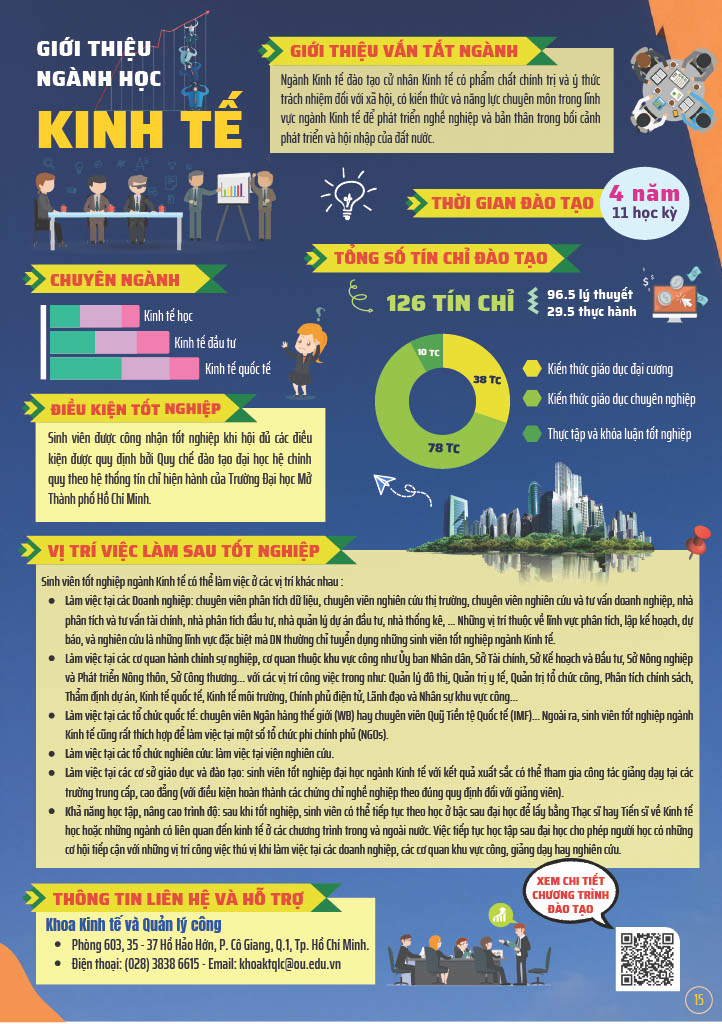 GIỚI THIỆU
NGÀNH HỌC
KINH TẾ
GIỚI THIỆU VẮN TẮT NGÀNH
Ngành Kinh tế đào tạo cử nhân Kinh tế có phẩm chất chính trị và ý thức
trách nhiệm đối với xã hội, có kiến thức và năng lực chuyên môn trong lĩnh
vực ngành Kinh tế để phát triển nghề nghiệp và bản thân trong bối cảnh
phát triển và hội nhập của đất nước.
THỜI GIAN ĐÀO TẠO
4 năm
11 học kỳ
TỔNG SỐ TÍN CHỈ ĐÀO TẠO
126 TÍN CHỈ
96.5 lý thuyết
29.5 thực hành
10 TC
38 TC
78 TC
Kiến thức giáo dục đại cương
Kiến thức giáo dục chuyên nghiệp
Thực tập và khóa luận tốt nghiệp
CHUYÊN NGÀNH
Kinh tế học
Kinh tế đầu tư
Kinh tế quốc tế
ĐIỀU KIỆN TỐT NGHIỆP
Sinh viên được công nhận tốt nghiệp khi hội đủ các điều
kiện được quy định bởi Quy chế đào tạo đại học hệ chính
quy theo hệ thống tín chỉ hiện hành của Trường Đại học Mở
Thành phố Hồ Chí Minh.
VỊ TRÍ VIỆC LÀM SAU TỐT NGHIỆP
Sinh viên tốt nghiệp ngành Kinh tế có thể làm việc ở các vị trí khác nhau :
● Làm việc tại các Doanh nghiệp: chuyên viên phân tích dữ liệu, chuyên viên nghiên cứu thị trường, chuyên viên nghiên cứu và tư vấn doanh nghiệp, nhà
phân tích và tư vấn tài chính, nhà phân tích đầu tư, nhà quản lý dự án đầu tư, nhà thống kê, ... Những vị trí thuộc về lĩnh vực phân tích, lập kế hoạch, dự
báo, và nghiên cứu là những lĩnh vực đặc biệt mà DN thường chỉ tuyển dụng những sinh viên tốt nghiệp ngành Kinh tế.
● Làm việc tại các cơ quan hành chính sự nghiệp, cơ quan thuộc khu vực công như Ủy ban Nhân dân, Sở Tài chính, Sở Kế hoạch và Đầu tư, Sở Nông nghiệp
và Phát triển Nông thôn, Sở Công thương... với các vị trí công việc trong như: Quản lý đô thị, Quản trị y tế, Quản trị tổ chức công, Phân tích chính sách,
Thẩm định dự án, Kinh tế quốc tế, Kinh tế môi trường, Chính phủ điện tử, Lãnh đạo và Nhân sự khu vực công...
● Làm việc tại các tổ chức quốc tế: chuyên viên Ngân hàng thế giới (WB) hay chuyên viên Quỹ Tiền tệ Quốc tế (IMF)... Ngoài ra, sinh viên tốt nghiệp ngành
Kinh tế cũng rất thích hợp để làm việc tại một số tổ chức phi chính phủ (NGOs).
● Làm việc tại các tổ chức nghiên cứu: làm việc tại viện nghiên cứu.
● Làm việc tại các cơ sở giáo dục và đào tạo: sinh viên tốt nghiệp đại học ngành Kinh tế với kết quả xuất sắc có thể tham gia công tác giảng dạy tại các
trường trung cấp, cao đẳng (với điều kiện hoàn thành các chứng chỉ nghề nghiệp theo đúng quy định đối với giảng viên).
● Khả năng học tập, nâng cao trình độ: sau khi tốt nghiệp, sinh viên có thể tiếp tục theo học ở bậc sau đại học để lấy bằng Thạc sĩ hay Tiến sĩ về Kinh tế
học hoặc những ngành có liên quan đến kinh tế ở các chương trình trong và ngoài nước. Việc tiếp tục học tập sau đại học cho phép người học có những
cơ hội tiếp cận với những vị trí công việc thú vị khi làm việc tại các doanh nghiệp, các cơ quan khu vực công, giảng dạy hay nghiên cứu.
THÔNG TIN LIÊN HỆ VÀ HỖ TRỢ
Khoa Kinh tế và Quản lý công
● Phòng 603, 35 - 37 Hồ Hảo Hớn, P. Cô Giang, Q.1, Tp. Hồ Chí Minh.
● Điện thoại: (028) 3838 6615 - Email: khoaktqlc@ou.edu.vn
XEM CHI TIẾT
CHƯƠNG TRÌNH
ĐÀO TẠO
15